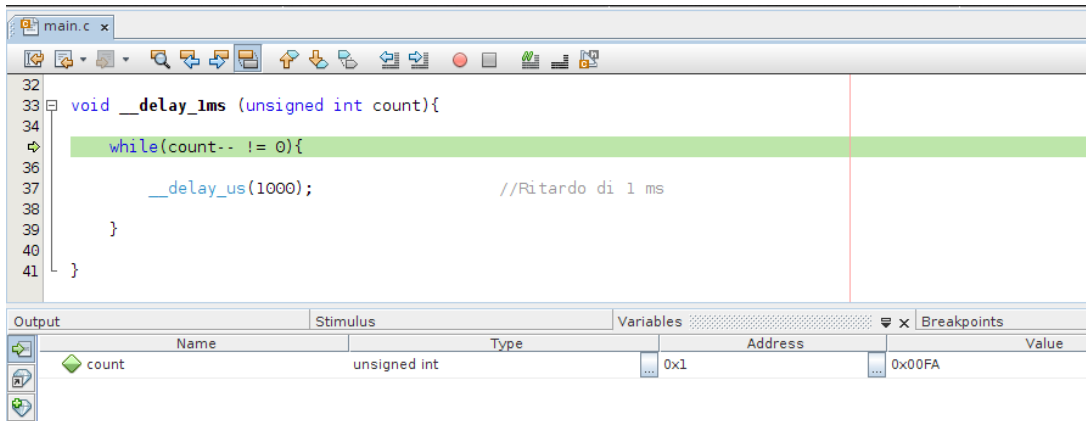 main.c x
32
33 void __delay_1ms (unsigned int count){
34
while(count-- != 0){
36
37 __delay_us(1000); //Ritardo di 1 ms
38
39 }
40
41 }
Output Stimulus Variables x Breakpoints
Name Type Address Value
count unsigned int ... 0x1 ... 0x00FA